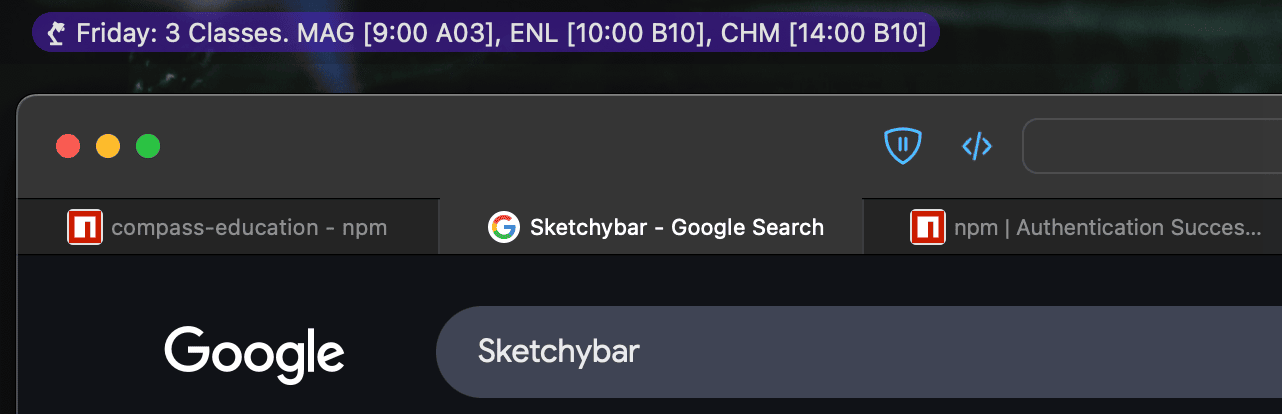 Friday: 3 Classes. MAG [9:00 A03], ENL [10:00 B10], CHM [14:00 B10]
compass-education - npm
Sketchybar - Google Search
npm | Authentication Succes...
Google
Sketchybar